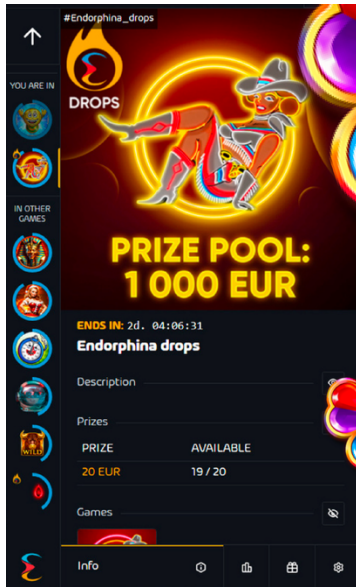 #Endorphina_drops
YOU ARE IN
DROPS
IN OTHER
GAMES
PRIZE POOL:
1 000 EUR
WILD
ENDS IN: 2d. 04:06:31
Endorphina drops
Description
Prizes
PRIZE AVAILABLE
20 EUR 19 / 20
Games
Info